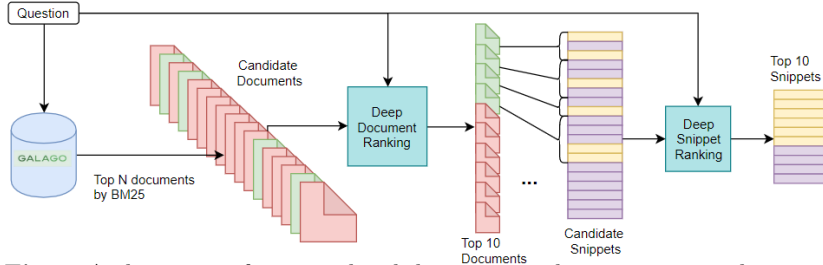 Question
Candidate
Documents
GALAGO
Top N documents
by BM25
Deep
Document
Ranking
...
Top 10
Documents
Candidate
Snippets
Deep
Snippet
Ranking
Top 10
Snippets